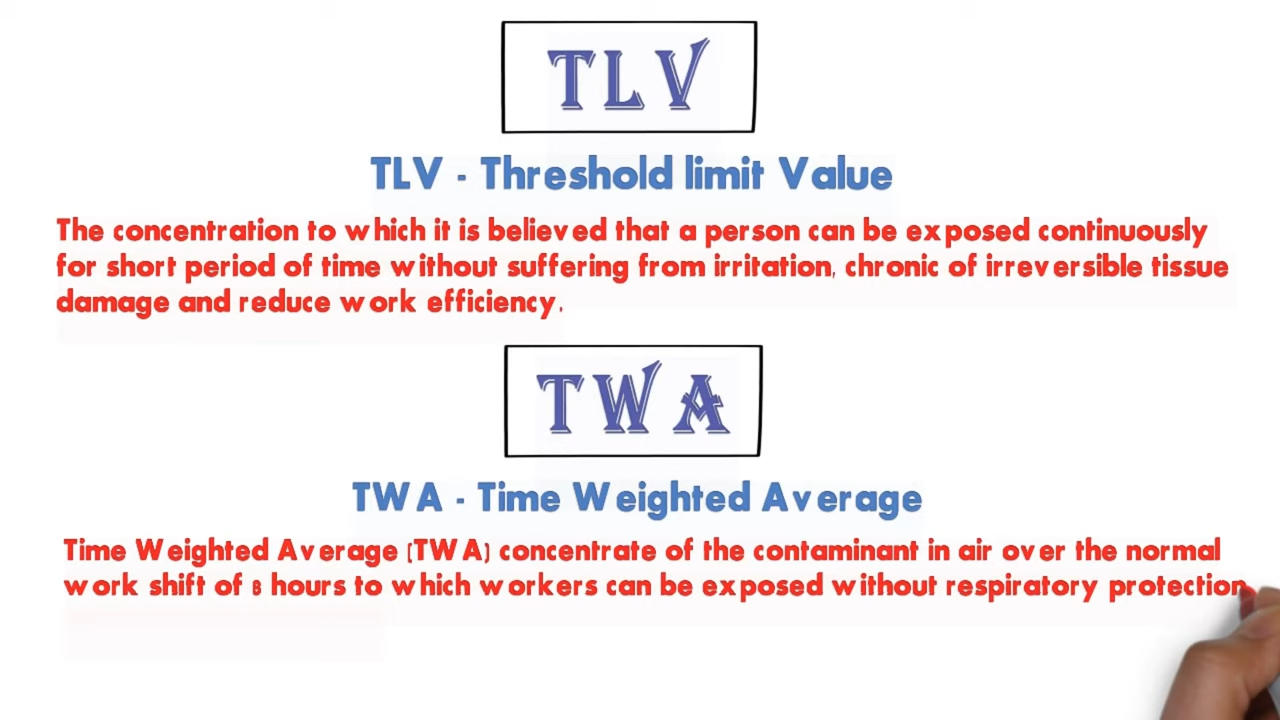 TLV
TLV - Threshold limit Value
The concentration to which it is believed that a person can be exposed continuously
for short period of time without suffering from irritation, chronic of irreversible tissue
damage and reduce work efficiency.
TWA
TWA - Time Weighted Average
Time Weighted Average (TWA) concentrate of the contaminant in air over the normal
work shift of 8 hours to which workers can be exposed without respiratory protection